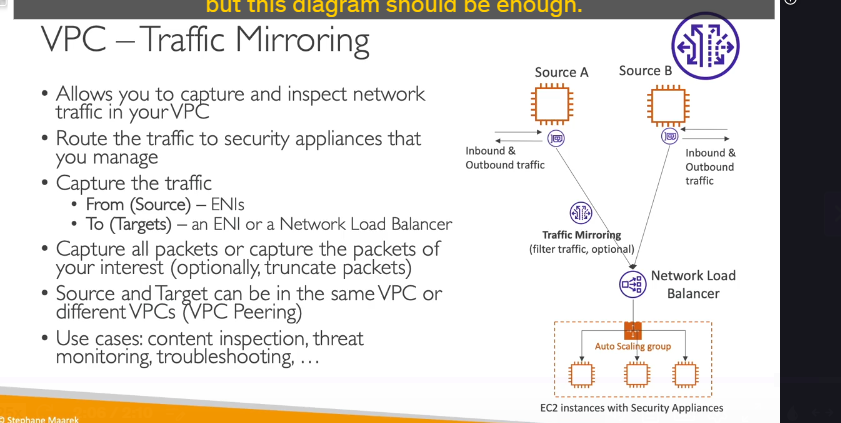 but this diagram should be enough.
VPC – Traffic Mirroring
• Allows you to capture and inspect network
traffic in your VPC
• Route the traffic to security appliances that
you manage
• Capture the traffic
• From (Source) – ENIs
• To (Targets) – an ENI or a Network Load Balancer
• Capture all packets or capture the packets of
your interest (optionally, truncate packets)
• Source and Target can be in the same VPC or
different VPCs (VPC Peering)
• Use cases: content inspection, threat
monitoring, troubleshooting, …
Source A
Source B
Inbound &
Outbound traffic
Inbound &
Outbound
traffic
Traffic Mirroring
(filter traffic, optional)
Network Load
Balancer
Auto Scaling group
EC2 instances with Security Appliances
© Stephane Maarek